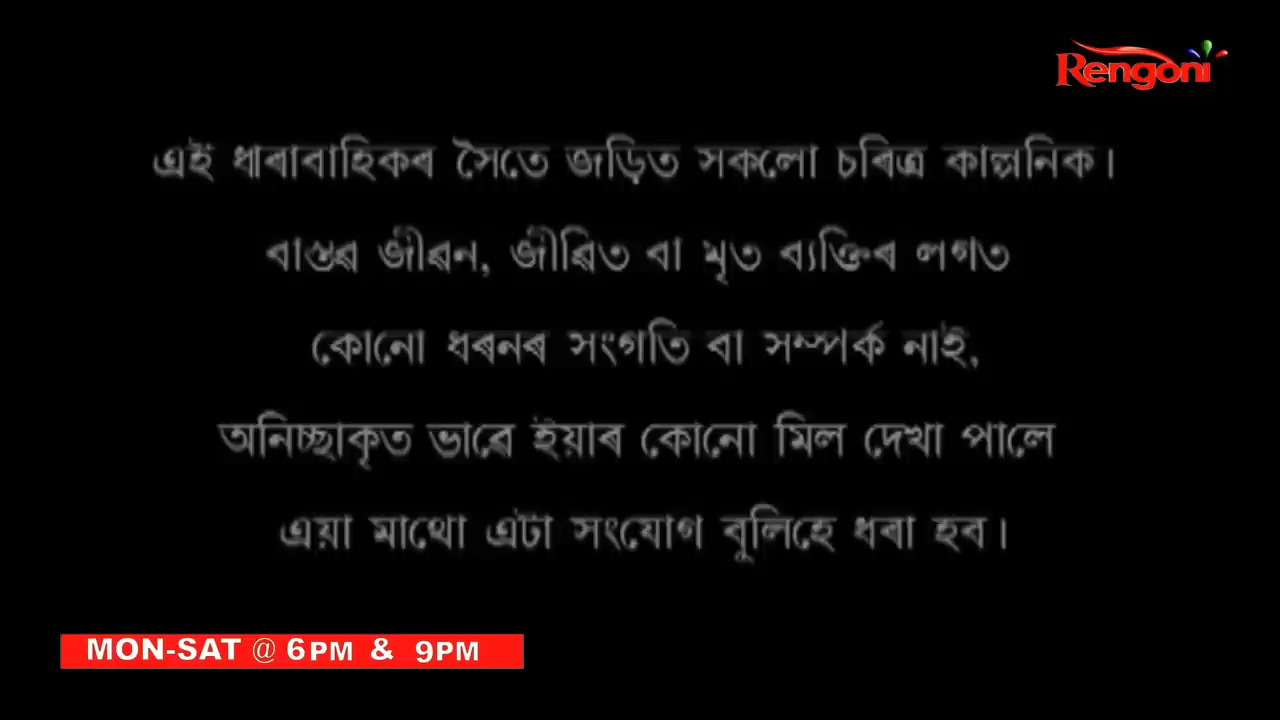 Rengoni
এই ধাৰাবাহিকৰ সৈতে জড়িত সকলো চৰিত্ৰ কাল্পনিক।
বাস্তৱ জীৱন, জীৱিত বা মৃত ব্যক্তিৰ লগত
কোনো ধৰনৰ সংগতি বা সম্পৰ্ক নাই,
অনিচ্ছাকৃত ভাৱে ইয়াৰ কোনো মিল দেখা পালে
এয়া মাথো এটা সংযোগ বুলিহে ধৰা হব।
MON-SAT @ 6PM & 9PM